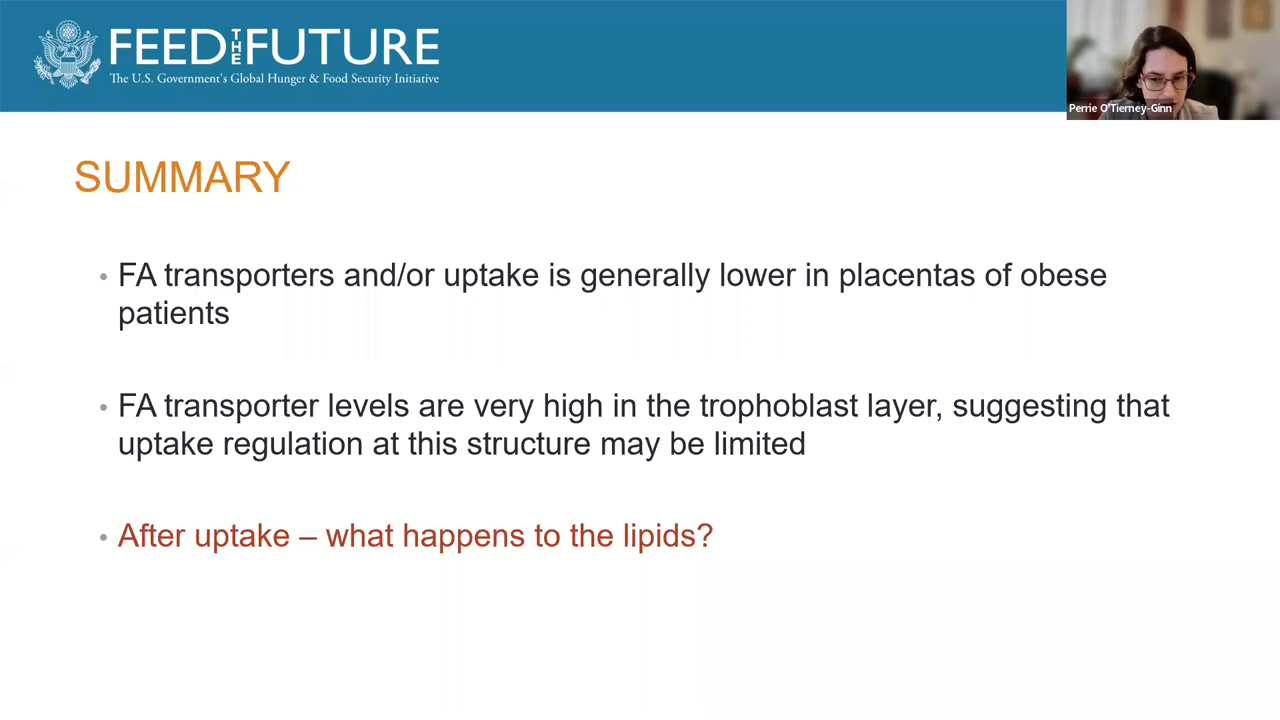 FEED THE FUTURE
The U.S. Government's Global Hunger & Food Security Initiative
Perrie O'Tierney-Ginn
SUMMARY
• FA transporters and/or uptake is generally lower in placentas of obese
patients
• FA transporter levels are very high in the trophoblast layer, suggesting that
uptake regulation at this structure may be limited
• After uptake – what happens to the lipids?